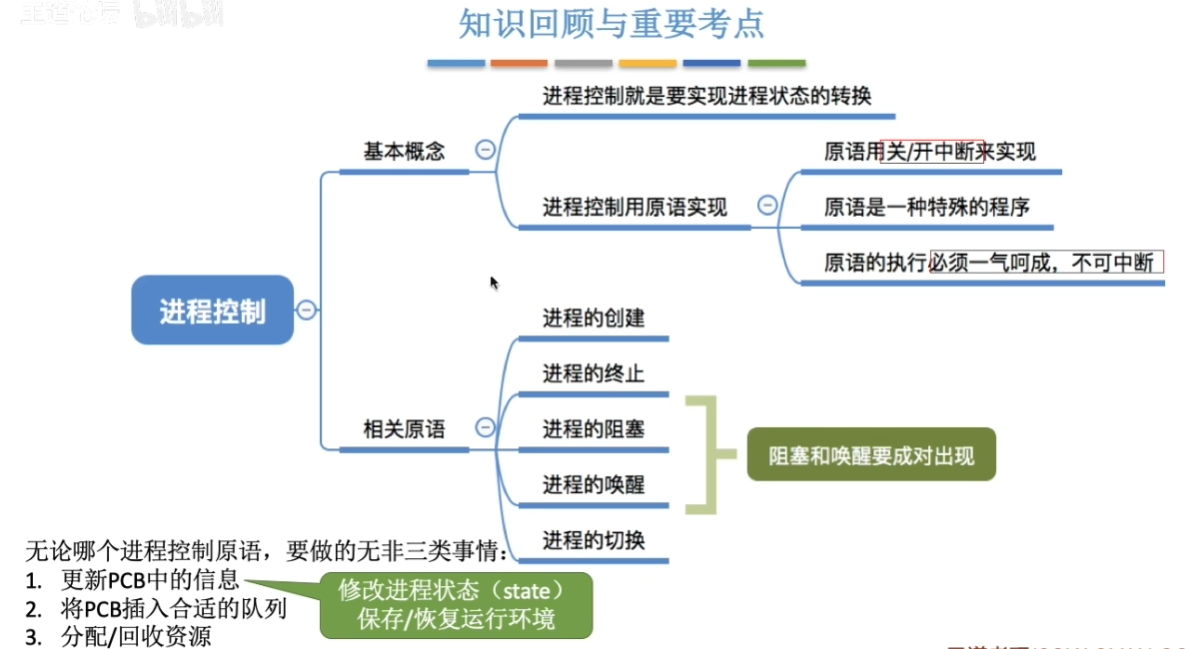 王道论坛 bilibili
知识回顾与重要考点
进程控制就是要实现进程状态的转换
基本概念
原语用关/开中断来实现
进程控制用原语实现
原语是一种特殊的程序
原语的执行必须一气呵成，不可中断
进程控制
进程的创建
进程的终止
相关原语
进程的阻塞
阻塞和唤醒要成对出现
进程的唤醒
进程的切换
无论哪个进程控制原语，要做的无非三类事情：
1. 更新PCB中的信息
修改进程状态（state）
保存/恢复运行环境
2. 将PCB插入合适的队列
3. 分配/回收资源